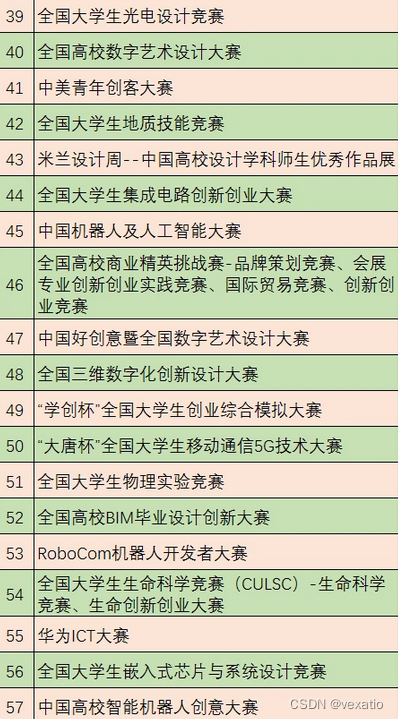 39 全国大学生光电设计竞赛
40 全国高校数字艺术设计大赛
41 中美青年创客大赛
42 全国大学生地质技能竞赛
43 米兰设计周--中国高校设计学科师生优秀作品展
44 全国大学生集成电路创新创业大赛
45 中国机器人及人工智能大赛
46 全国高校商业精英挑战赛-品牌策划竞赛、会展
专业创新创业实践竞赛、国际贸易竞赛、创新创
业竞赛
47 中国好创意暨全国数字艺术设计大赛
48 全国三维数字化创新设计大赛
49 “学创杯”全国大学生创业综合模拟大赛
50 “大唐杯”全国大学生移动通信5G技术大赛
51 全国大学生物理实验竞赛
52 全国高校BIM毕业设计创新大赛
53 RoboCom机器人开发者大赛
54 全国大学生生命科学竞赛（CULSC）-生命科学
竞赛、生命创新创业大赛
55 华为ICT大赛
56 全国大学生嵌入式芯片与系统设计竞赛
57 中国高校智能机器人创意大赛
CSDN @vexatio